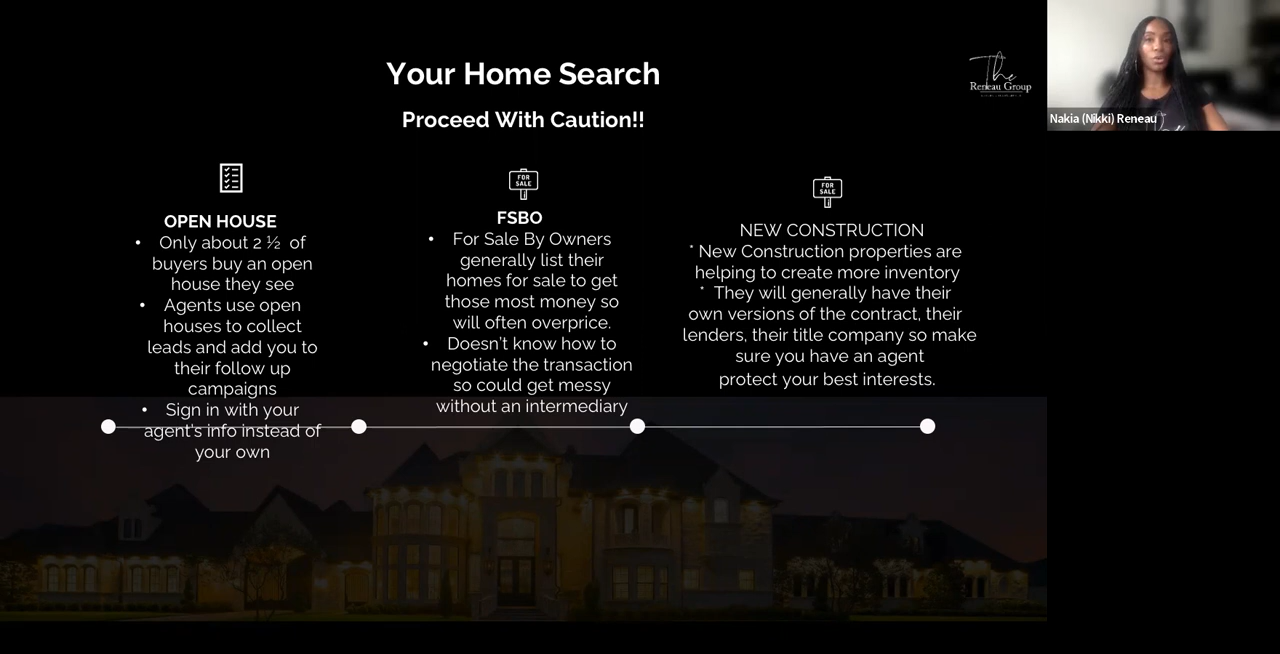 Your Home Search
Proceed With Caution!!
The
Reneau Group
Nakia (Nikki) Reneau
OPEN HOUSE
• Only about 2 ½ of
buyers buy an open
house they see
• Agents use open
houses to collect
leads and add you to
their follow up
campaigns
• Sign in with your
agent's info instead of
your own
FOR
SALE
FSBO
• For Sale By Owners
generally list their
homes for sale to get
those most money so
will often overprice.
• Doesn't know how to
negotiate the transaction
so could get messy
without an intermediary
FOR
SALE
NEW CONSTRUCTION
* New Construction properties are
helping to create more inventory
* They will generally have their
own versions of the contract, their
lenders, their title company so make
sure you have an agent
protect your best interests.